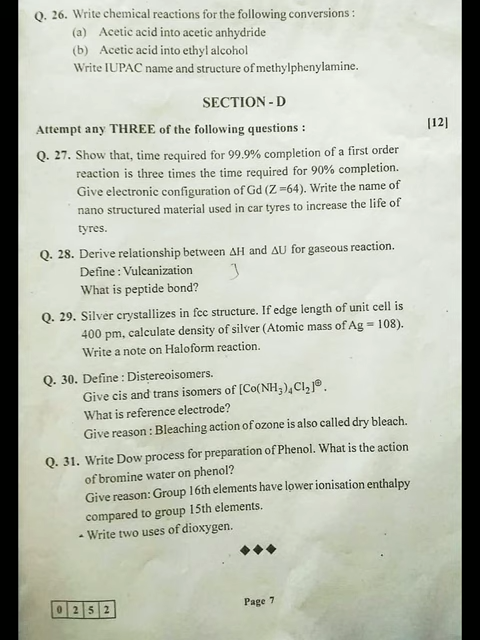 Q. 26. Write chemical reactions for the following conversions :
(a) Acetic acid into acetic anhydride
(b) Acetic acid into ethyl alcohol
Write IUPAC name and structure of methylphenylamine.
SECTION - D
Attempt any THREE of the following questions : [12]
Q. 27. Show that, time required for 99.9% completion of a first order
reaction is three times the time required for 90% completion.
Give electronic configuration of Gd (Z =64). Write the name of
nano structured material used in car tyres to increase the life of
tyres.
Q. 28. Derive relationship between ΔH and ΔU for gaseous reaction.
Define : Vulcanization
What is peptide bond?
Q. 29. Silver crystallizes in fcc structure. If edge length of unit cell is
400 pm, calculate density of silver (Atomic mass of Ag = 108).
Write a note on Haloform reaction.
Q. 30. Define : Distereoisomers.
Give cis and trans isomers of [Co(NH₃)₄Cl₂]⊕.
What is reference electrode?
Give reason : Bleaching action of ozone is also called dry bleach.
Q. 31. Write Dow process for preparation of Phenol. What is the action
of bromine water on phenol?
Give reason: Group 16th elements have lower ionisation enthalpy
compared to group 15th elements.
Write two uses of dioxygen.
0 2 5 2
Page 7